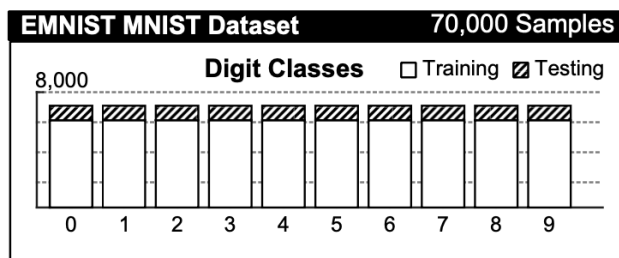 EMNIST MNIST Dataset 70,000 Samples
Digit Classes Training Testing
8,000
0 1 2 3 4 5 6 7 8 9